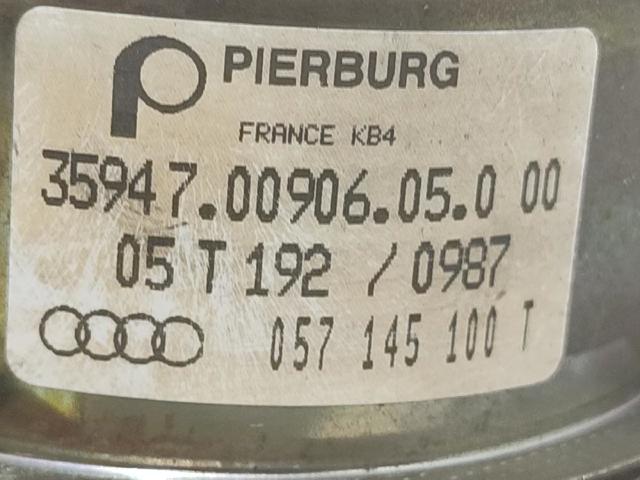 PIERBURG
FRANCE KB4
35947.00906.05.0 00
05 T 192 / 0987
057 145 100 T